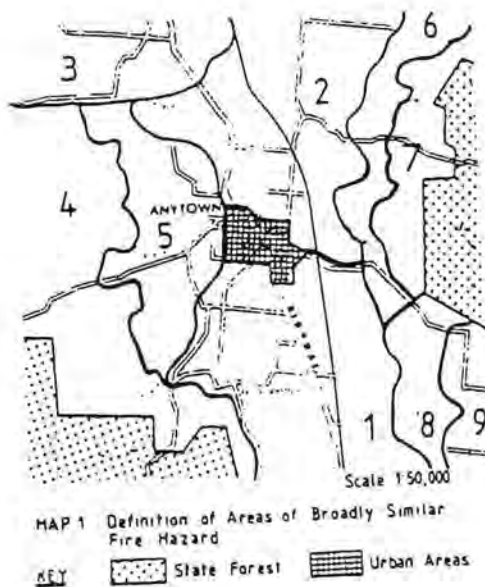 6
3
2
7
4
ANYTOWN
5
1
8
9
Scale 1:50,000
MAP 1 Definition of Areas of Broadly Similar
Fire Hazard
KEY
State Forest
Urban Areas